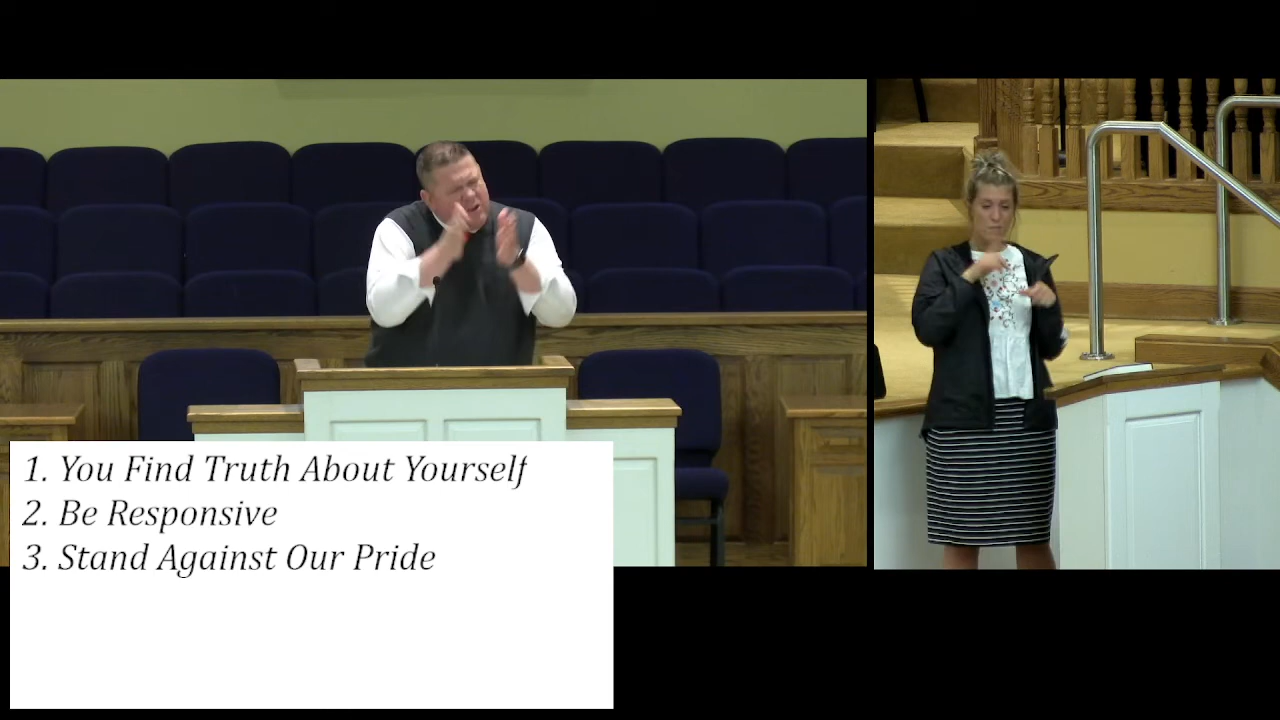 1. You Find Truth About Yourself
2. Be Responsive
3. Stand Against Our Pride